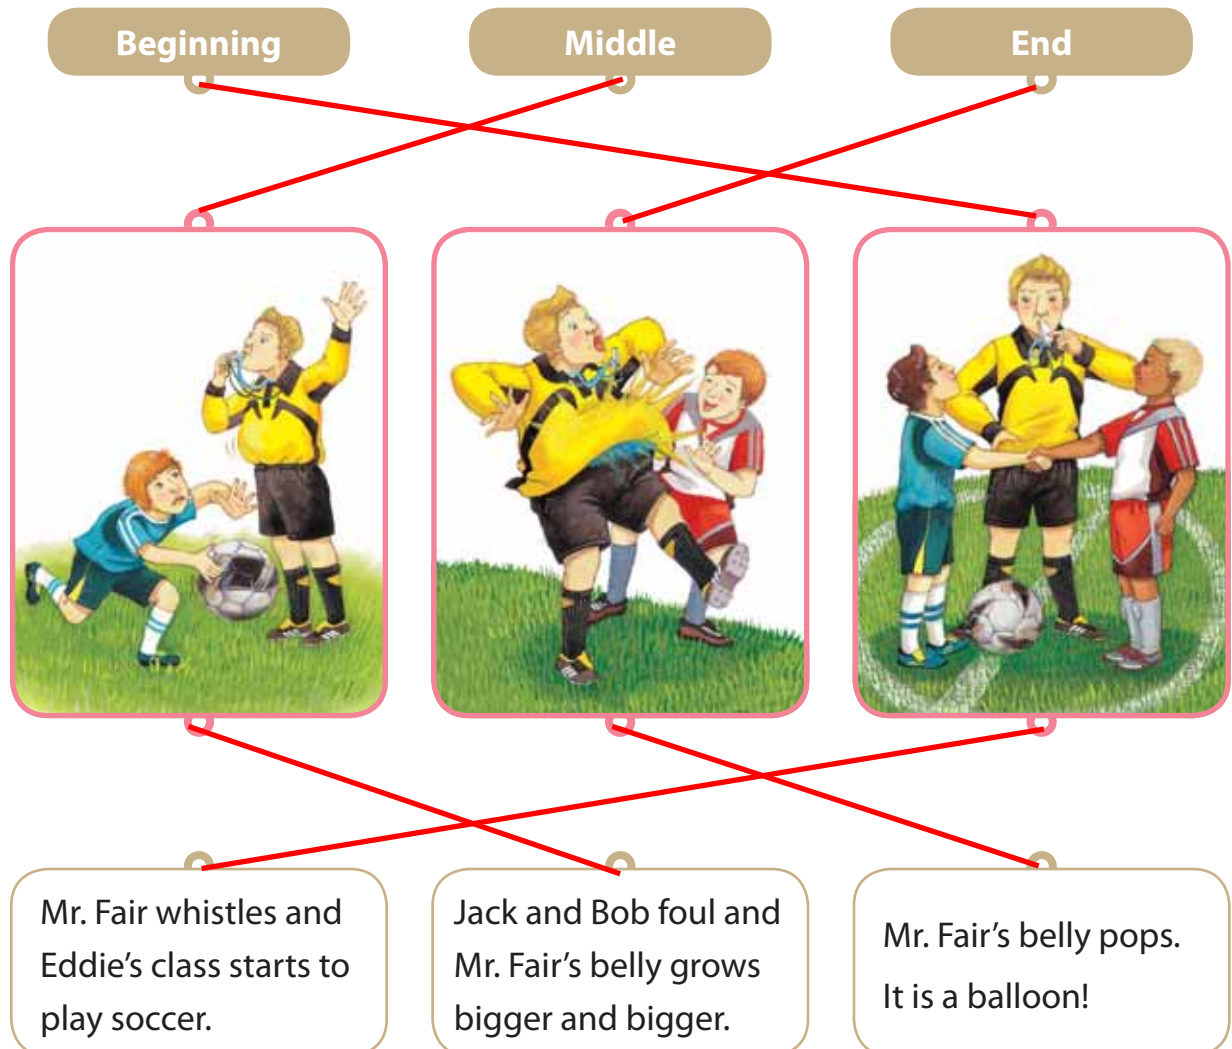 Beginning
Middle
End
Mr. Fair whistles and
Eddie’s class starts to
play soccer.
Jack and Bob foul and
Mr. Fair’s belly grows
bigger and bigger.
Mr. Fair’s belly pops.
It is a balloon!